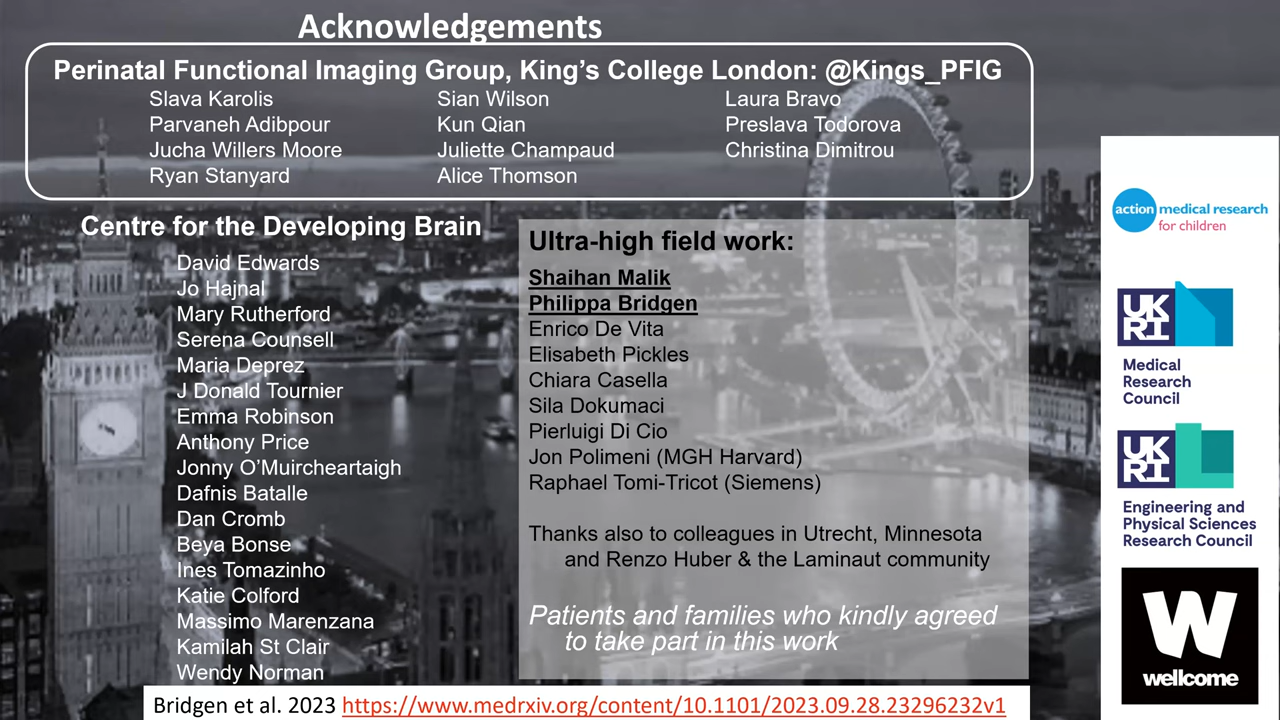 Acknowledgements
Perinatal Functional Imaging Group, King's College London: @Kings_PFIG
Slava Karolis
Parvaneh Adibpour
Jucha Willers Moore
Ryan Stanyard
Sian Wilson
Kun Qian
Juliette Champaud
Alice Thomson
Laura Bravo
Preslava Todorova
Christina Dimitrou
Centre for the Developing Brain
David Edwards
Jo Hajnal
Mary Rutherford
Serena Counsell
Maria Deprez
J Donald Tournier
Emma Robinson
Anthony Price
Jonny O'Muircheartaigh
Dafnis Batalle
Dan Cromb
Beya Bonse
Ines Tomazinho
Katie Colford
Massimo Marenzana
Kamilah St Clair
Wendy Norman
Ultra-high field work:
Shaihan Malik
Philippa Bridgen
Enrico De Vita
Elisabeth Pickles
Chiara Casella
Sila Dokumaci
Pierluigi Di Cio
Jon Polimeni (MGH Harvard)
Raphael Tomi-Tricot (Siemens)
Thanks also to colleagues in Utrecht, Minnesota
and Renzo Huber & the Laminaut community
Patients and families who kindly agreed
to take part in this work
action medical research
for children
UK
RI
Medical
Research
Council
UK
RI
Engineering and
Physical Sciences
Research Council
W
wellcome
Bridgen et al. 2023 https://www.medrxiv.org/content/10.1101/2023.09.28.23296232v1